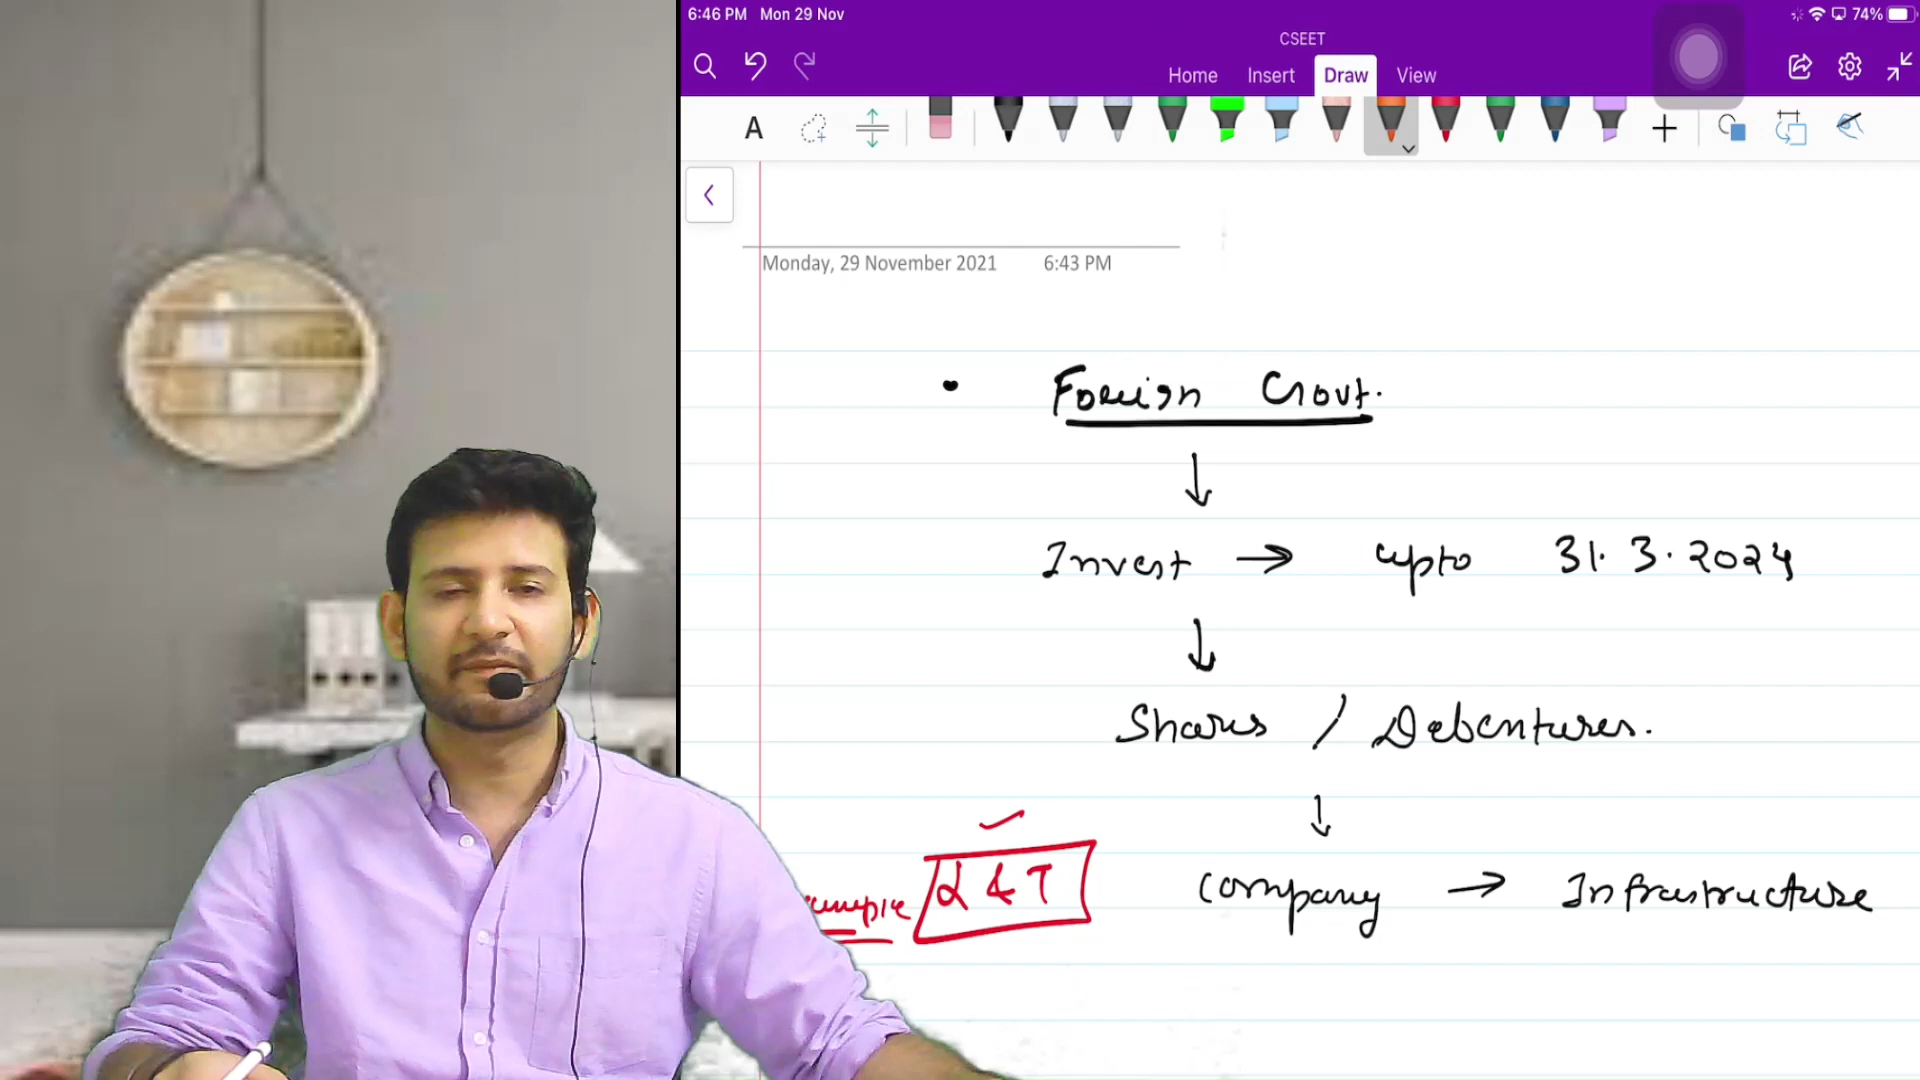 6:46 PM Mon 29 Nov
74%
CSEET
Home Insert Draw View
A
Monday, 29 November 2021 6:43 PM
• Foreign Govt.
↓
Invest → upto 31.3.2024
↓
Shares / Debentures.
↓
L & T Company → Infrastructure